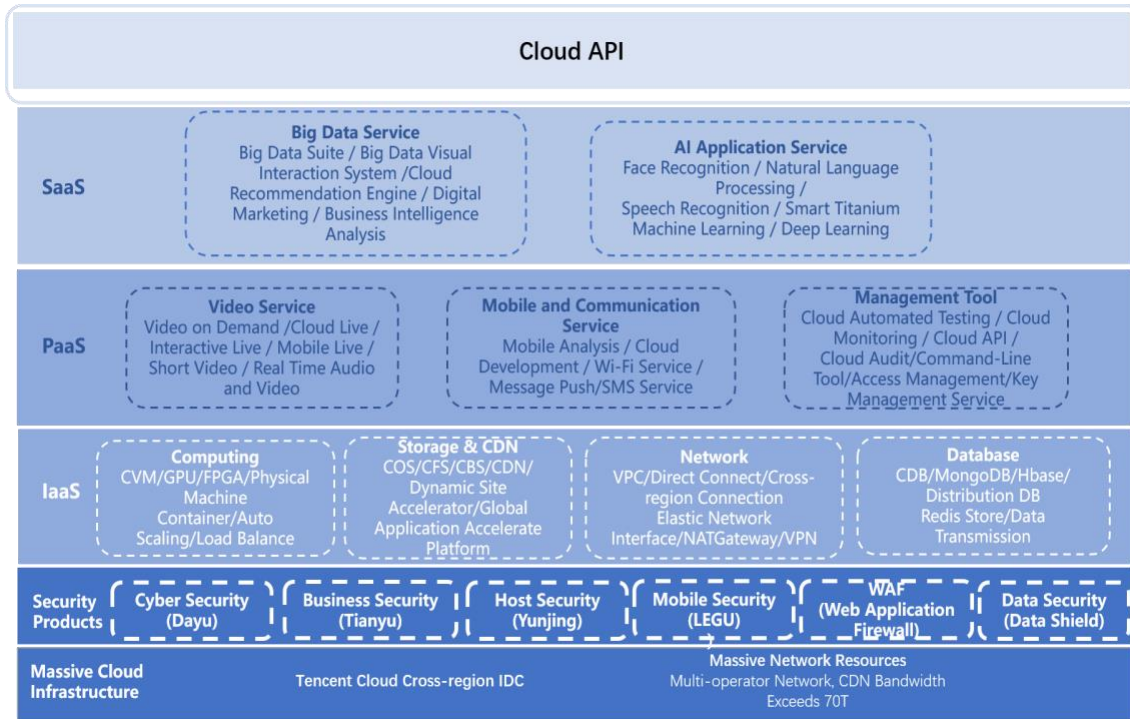 Cloud API
SaaS
Big Data Service
Big Data Suite / Big Data Visual
Interaction System /Cloud
Recommendation Engine / Digital
Marketing / Business Intelligence
Analysis
AI Application Service
Face Recognition / Natural Language
Processing /
Speech Recognition / Smart Titanium
Machine Learning / Deep Learning
PaaS
Video Service
Video on Demand /Cloud Live /
Interactive Live / Mobile Live /
Short Video / Real Time Audio
and Video
Mobile and Communication
Service
Mobile Analysis / Cloud
Development / Wi-Fi Service /
Message Push/SMS Service
Management Tool
Cloud Automated Testing / Cloud
Monitoring / Cloud API /
Cloud Audit/Command-Line
Tool/Access Management/Key
Management Service
IaaS
Computing
CVM/GPU/FPGA/Physical
Machine
Container/Auto
Scaling/Load Balance
Storage & CDN
COS/CFS/CBS/CDN/
Dynamic Site
Accelerator/Global
Application Accelerate
Platform
Network
VPC/Direct Connect/Cross-
region Connection
Elastic Network
Interface/NATGateway/VPN
Database
CDB/MongoDB/Hbase/
Distribution DB
Redis Store/Data
Transmission
Security
Products
Cyber Security
(Dayu)
Business Security
(Tianyu)
Host Security
(Yunjing)
Mobile Security
(LEGU)
WAF
(Web Application
Firewall)
Data Security
(Data Shield)
Massive Cloud
Infrastructure
Tencent Cloud Cross-region IDC
Massive Network Resources
Multi-operator Network, CDN Bandwidth
Exceeds 70T